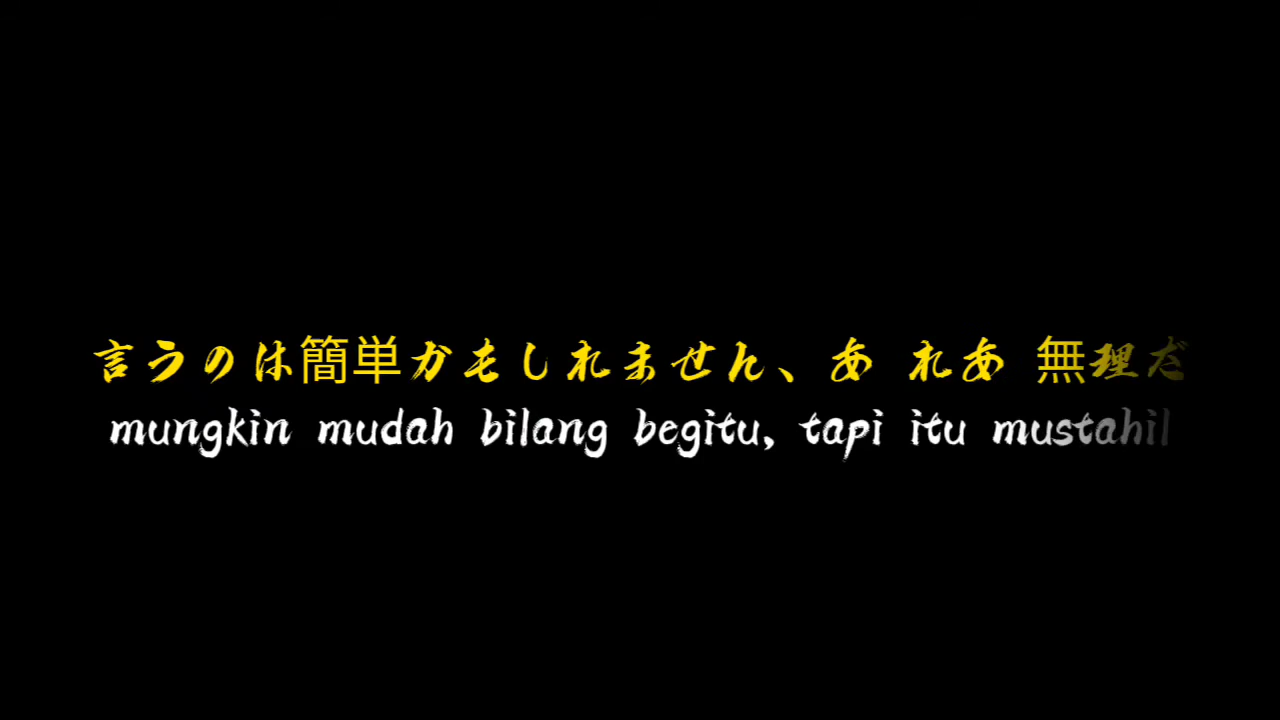 言うのは簡単かもしれません、あ れあ 無理だ
mungkin mudah bilang begitu, tapi itu mustahil